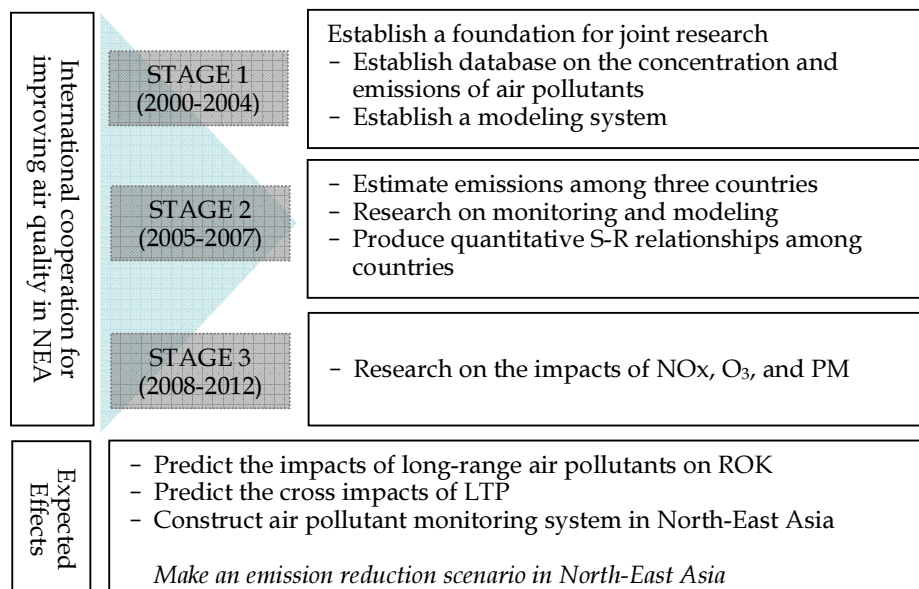 International cooperation for
improving air quality in NEA
STAGE 1
(2000-2004)
Establish a foundation for joint research
– Establish database on the concentration and
emissions of air pollutants
– Establish a modeling system
STAGE 2
(2005-2007)
– Estimate emissions among three countries
– Research on monitoring and modeling
– Produce quantitative S-R relationships among
countries
STAGE 3
(2008-2012)
– Research on the impacts of NOx, O₃, and PM
Expected
Effects
– Predict the impacts of long-range air pollutants on ROK
– Predict the cross impacts of LTP
– Construct air pollutant monitoring system in North-East Asia
Make an emission reduction scenario in North-East Asia